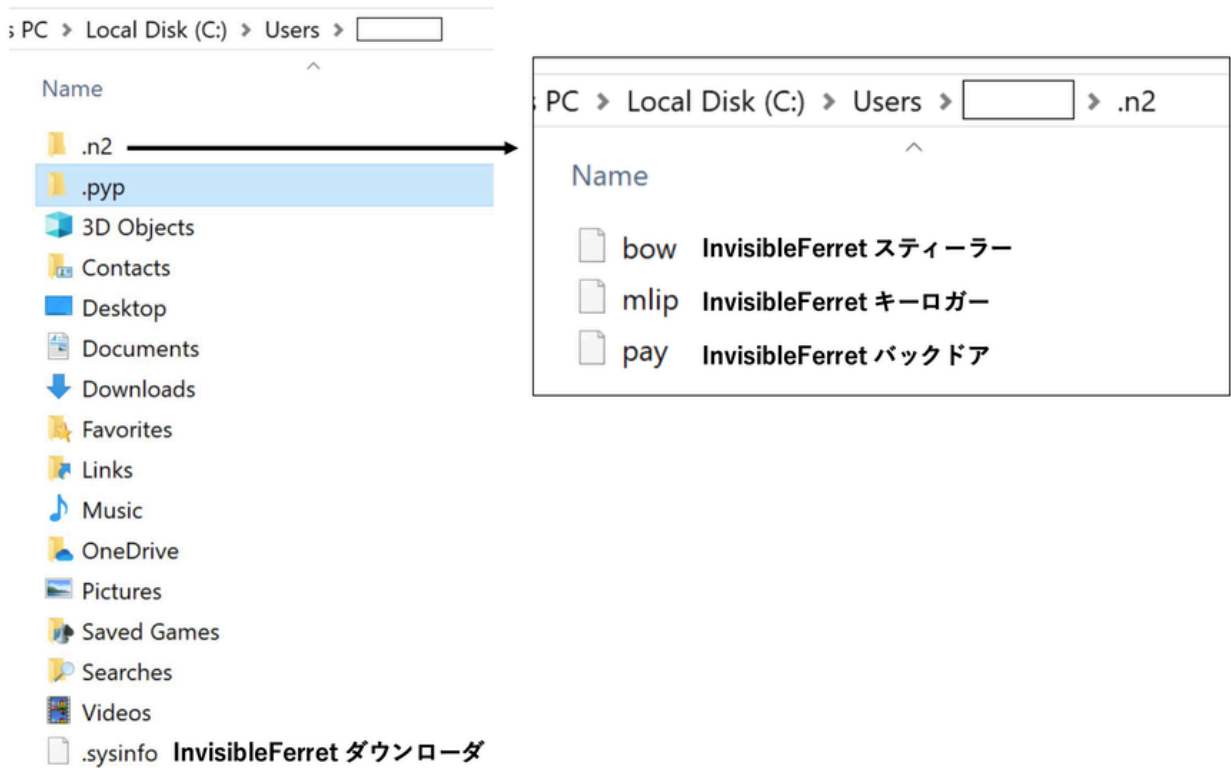 s PC > Local Disk (C:) > Users >
Name
.n2
.pyp
3D Objects
Contacts
Desktop
Documents
Downloads
Favorites
Links
Music
OneDrive
Pictures
Saved Games
Searches
Videos
.sysinfo InvisibleFerret ダウンローダ
s PC > Local Disk (C:) > Users > > .n2
Name
bow InvisibleFerret スティーラー
mlip InvisibleFerret キーロガー
pay InvisibleFerret バックドア